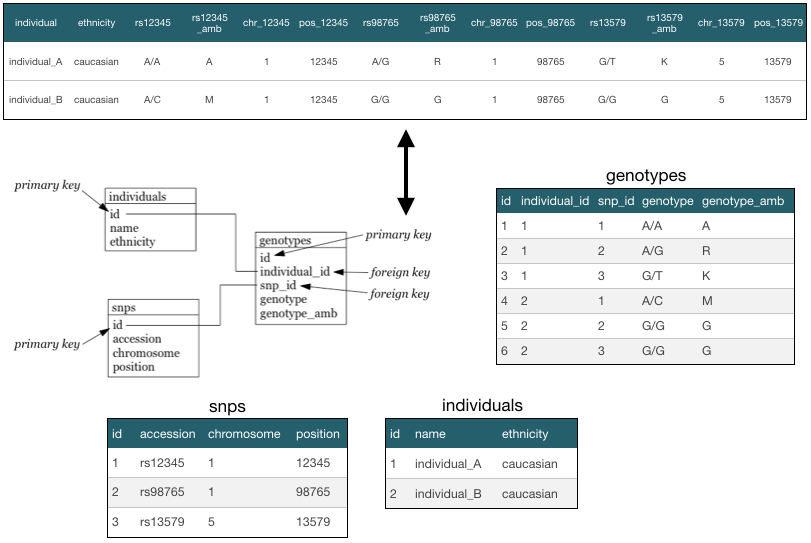 individual ethnicity rs12345 rs12345_amb chr_12345 pos_12345 rs98765 rs98765_amb chr_98765 pos_98765 rs13579 rs13579_amb chr_13579 pos_13579
individual_A caucasian A/A A 1 12345 A/G R 1 98765 G/T K 5 13579
individual_B caucasian A/C M 1 12345 G/G G 1 98765 G/G G 5 13579
primary key
individuals
id
name
ethnicity
snps
id
accession
chromosome
position
primary key
genotypes
id
individual_id
snp_id
genotype
genotype_amb
primary key
foreign key
foreign key
genotypes
id individual_id snp_id genotype genotype_amb
1 1 1 A/A A
2 1 2 A/G R
3 1 3 G/T K
4 2 1 A/C M
5 2 2 G/G G
6 2 3 G/G G
snps
id accession chromosome position
1 rs12345 1 12345
2 rs98765 1 98765
3 rs13579 5 13579
individuals
id name ethnicity
1 individual_A caucasian
2 individual_B caucasian